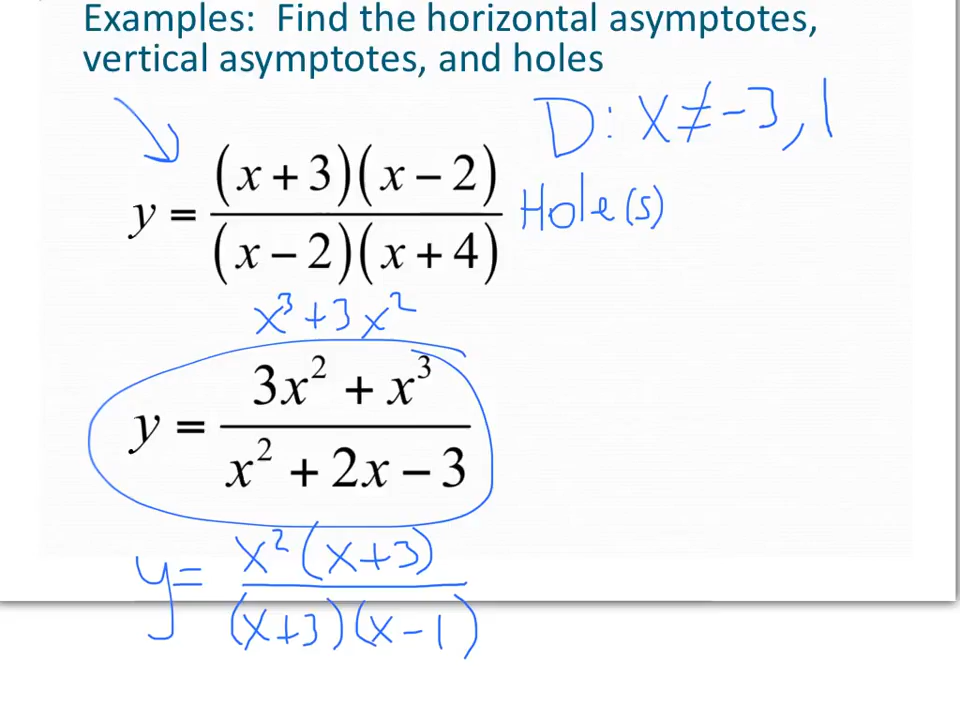 Examples: Find the horizontal asymptotes,
vertical asymptotes, and holes
D: x ≠ -3, 1
y = (x + 3)(x − 2) / (x − 2)(x + 4)
Hole(s)
x³ + 3x²
y = 3x² + x³ / x² + 2x − 3
y = x²(x+3) / (x+3)(x−1)